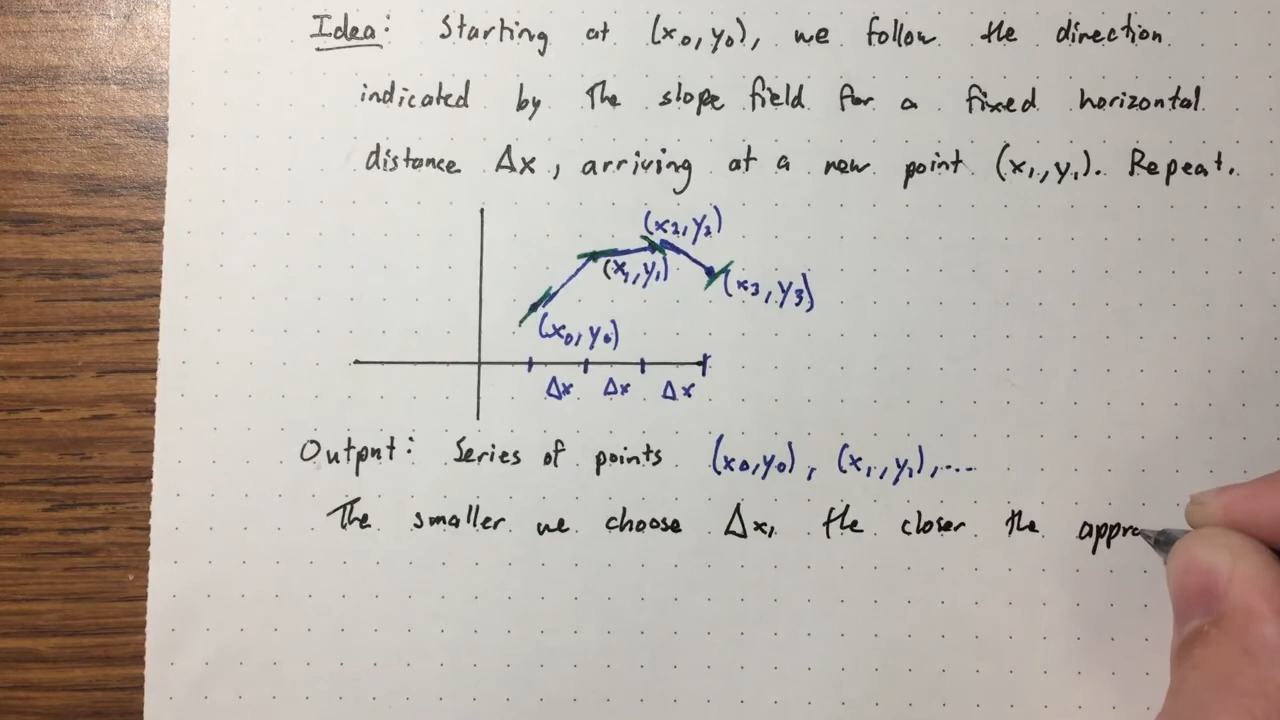 Idea: Starting at (x₀, y₀), we follow the direction
indicated by the slope field for a fixed horizontal
distance Δx, arriving at a new point (x₁, y₁). Repeat.
(x₂, y₂)
(x₁, y₁)
(x₃, y₃)
(x₀, y₀)
Δx Δx Δx
Output: Series of points (x₀, y₀), (x₁, y₁), ....
The smaller we choose Δx, the closer the appro